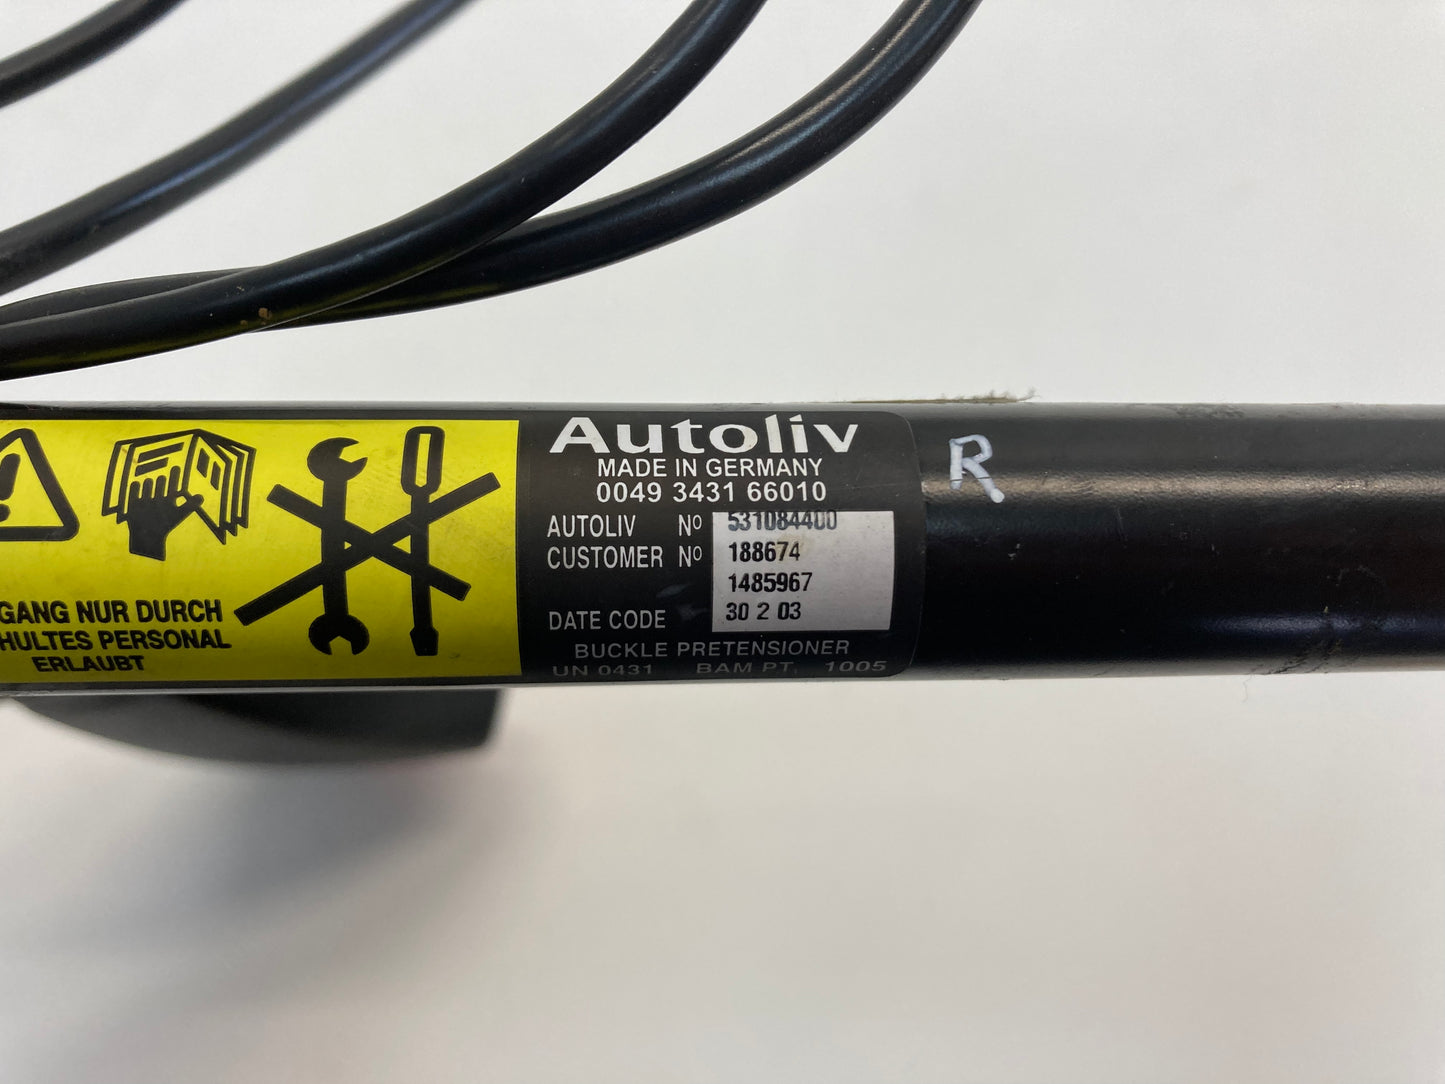 Autoliv
MADE IN GERMANY
0049 3431 66010
AUTOLIV Nº 531084400
CUSTOMER Nº 188674
1485967
DATE CODE 30 2 03
BUCKLE PRETENSIONER
UN 0431 BAM PT, 1005
R
GANG NUR DURCH
HULTES PERSONAL
ERLAUBT